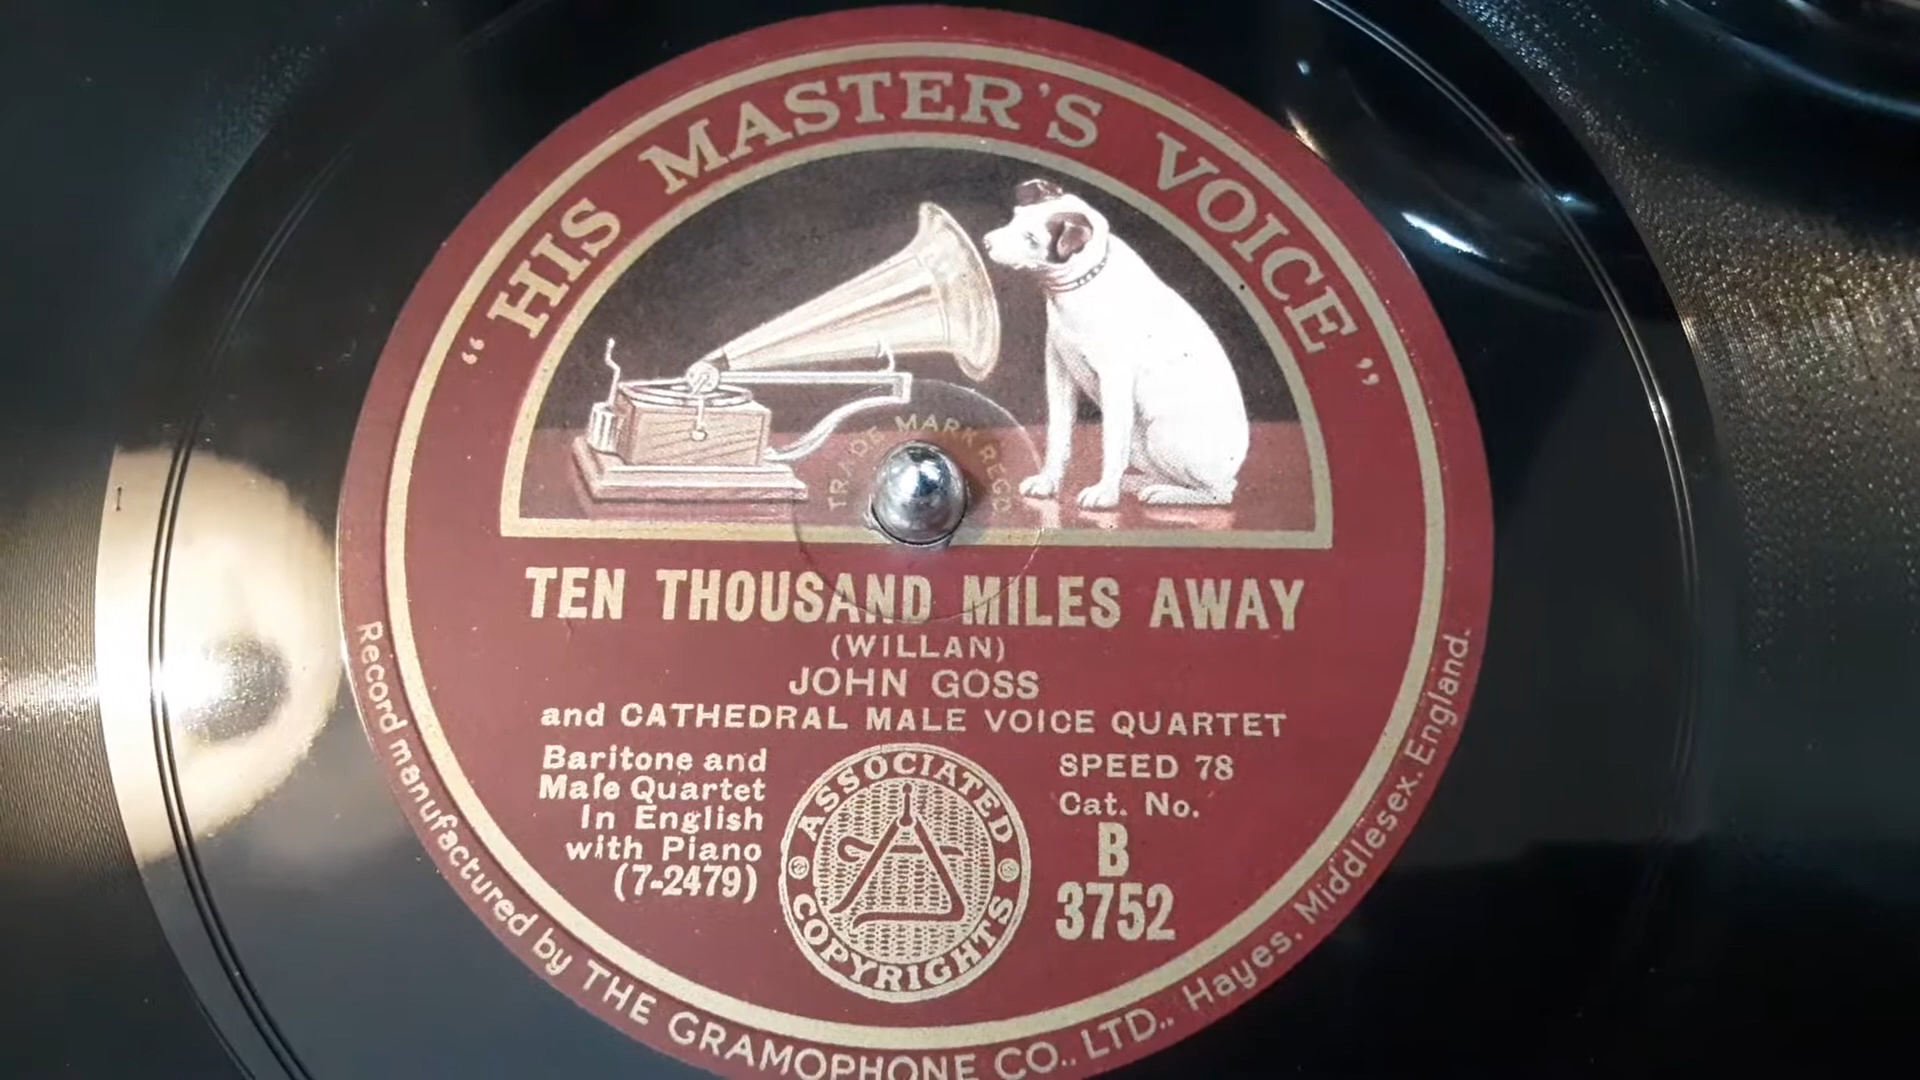 "HIS MASTER'S VOICE"
TRADE MARK REGD
TEN THOUSAND MILES AWAY
(WILLAN)
JOHN GOSS
and CATHEDRAL MALE VOICE QUARTET
Baritone and
Male Quartet
In English
with Piano
(7-2479)
ASSOCIATED
COPYRIGHTS
SPEED 78
Cat. No.
B
3752
Record manufactured by THE GRAMOPHONE CO., LTD., Hayes. Middlesex. England.